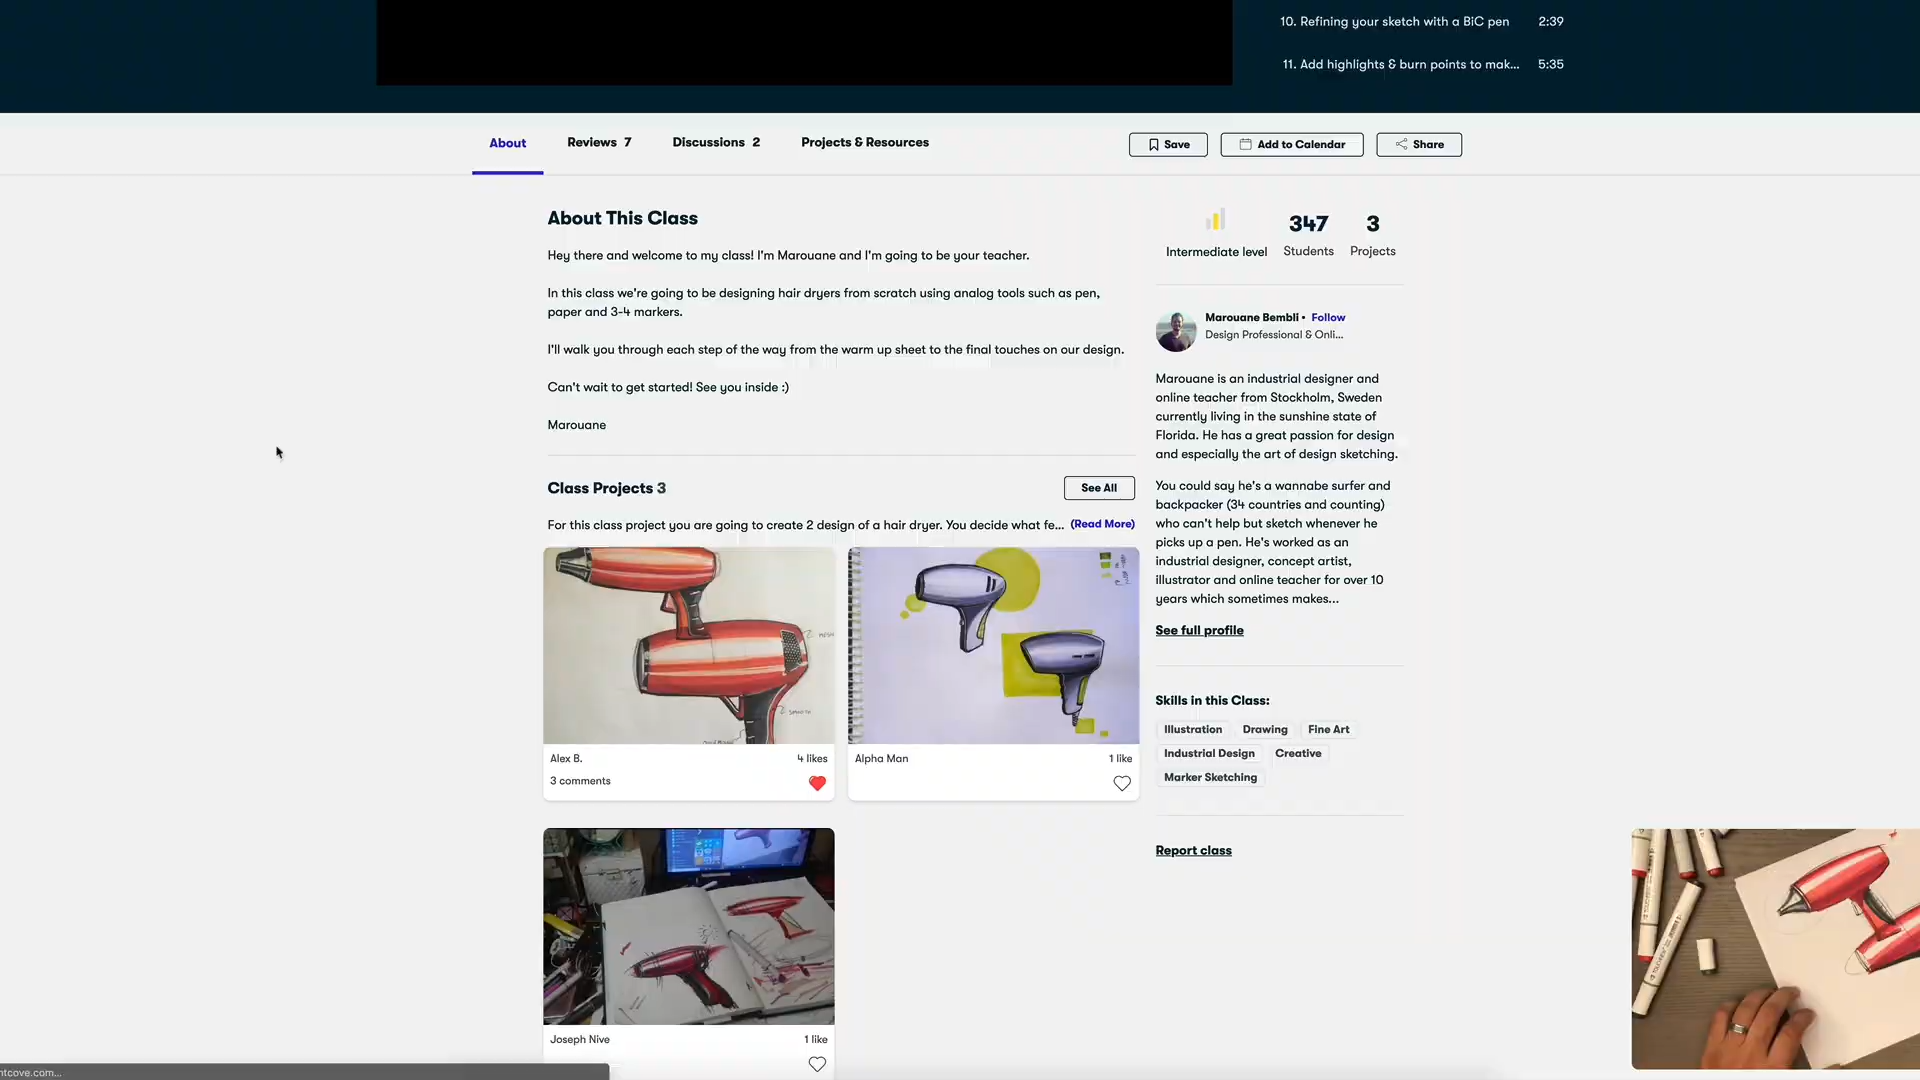 10. Refining your sketch with a BiC pen 2:39
11. Add highlights & burn points to mak... 5:35
About Reviews 7 Discussions 2 Projects & Resources Save Add to Calendar Share
About This Class
Hey there and welcome to my class! I'm Marouane and I'm going to be your teacher.
In this class we're going to be designing hair dryers from scratch using analog tools such as pen,
paper and 3-4 markers.
I'll walk you through each step of the way from the warm up sheet to the final touches on our design.
Can't wait to get started! See you inside :)
Marouane
Class Projects 3 See All
For this class project you are going to create 2 design of a hair dryer. You decide what fe... (Read More)
Alex B. 4 likes
3 comments
Alpha Man 1 like
Joseph Nive 1 like
Intermediate level
347
Students
3
Projects
Marouane Bembli • Follow
Design Professional & Onli...
Marouane is an industrial designer and
online teacher from Stockholm, Sweden
currently living in the sunshine state of
Florida. He has a great passion for design
and especially the art of design sketching.
You could say he's a wannabe surfer and
backpacker (34 countries and counting)
who can't help but sketch whenever he
picks up a pen. He's worked as an
industrial designer, concept artist,
illustrator and online teacher for over 10
years which sometimes makes...
See full profile
Skills in this Class:
Illustration Drawing Fine Art
Industrial Design Creative
Marker Sketching
Report class
ntcove.com...